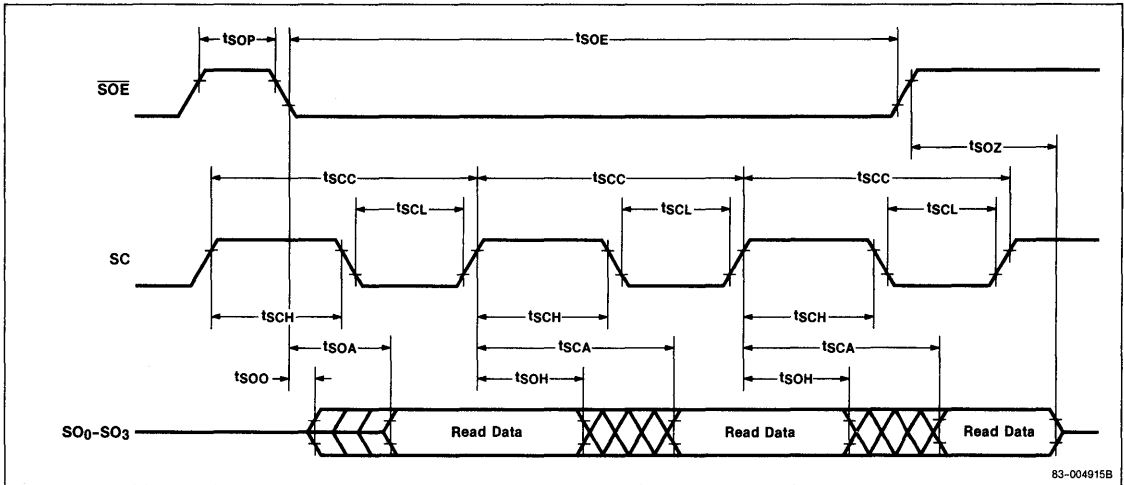 tSOP
tSOE
SOE
tSOZ
tSCC
tSCC
tSCC
tSCL
tSCL
tSCL
SC
tSCH
tSCH
tSCH
tSOA
tSCA
tSCA
tSOO
tSOH
tSOH
SO0-SO3
Read Data
Read Data
Read Data
83-004915B